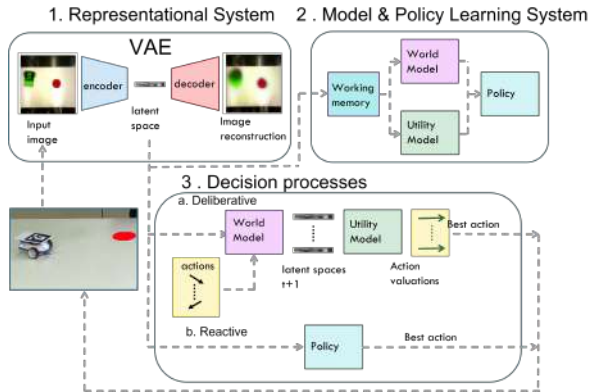 1. Representational System
2 . Model & Policy Learning System
VAE
encoder
decoder
Input
image
latent
space
Image
reconstruction
Working
memory
World
Model
Utility
Model
Policy
3 . Decision processes
a. Deliberative
World
Model
actions
latent spaces
t+1
Utility
Model
Action
valuations
Best action
b. Reactive
Policy
Best action